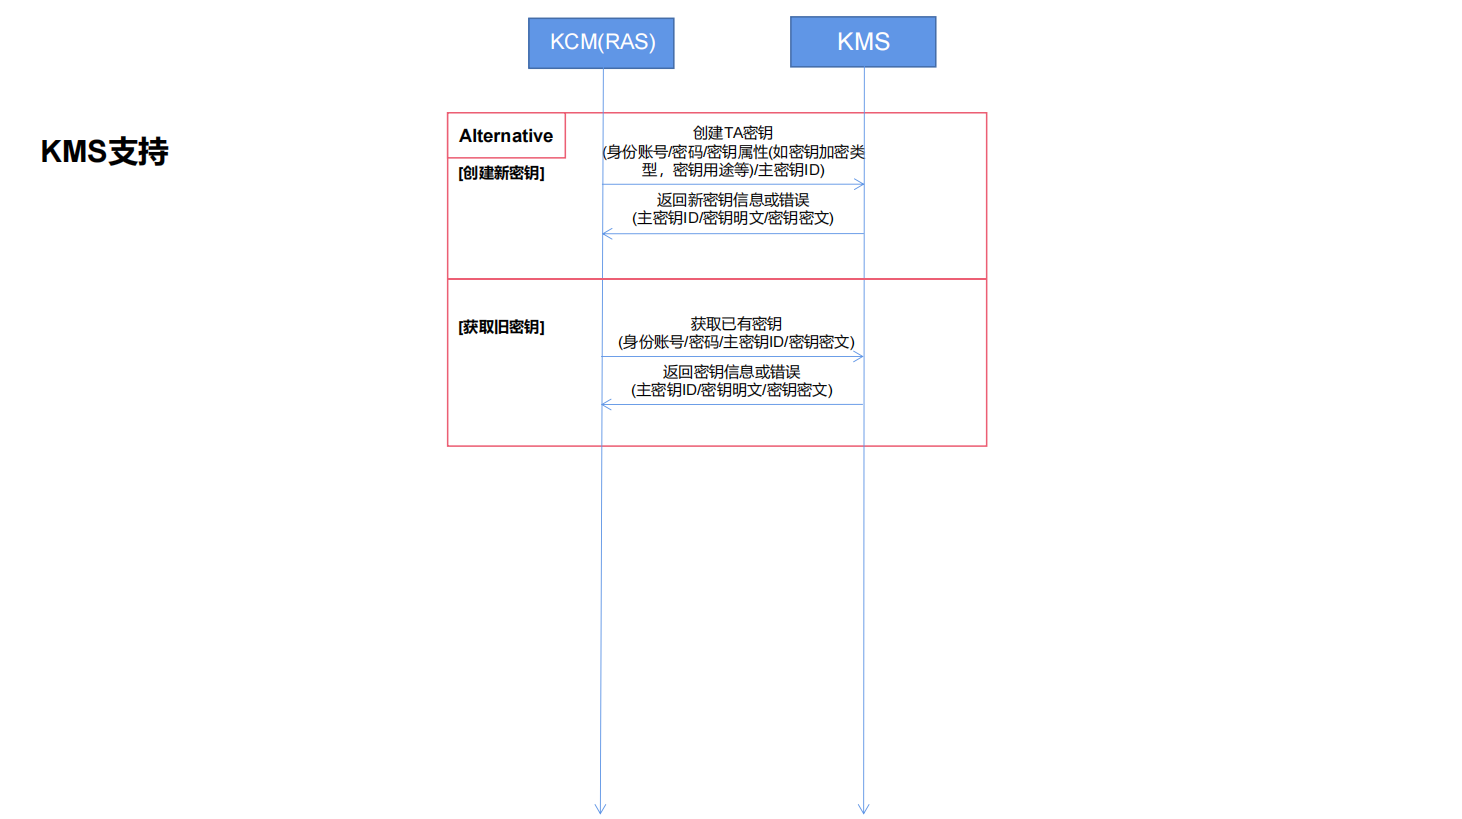 KCM(RAS)
KMS
KMS支持
Alternative
[创建新密钥]
创建TA密钥
(身份账号/密码/密钥属性(如密钥加密类
型，密钥用途等)/主密钥ID)
返回新密钥信息或错误
(主密钥ID/密钥明文/密钥密文)
[获取旧密钥]
获取已有密钥
(身份账号/密码/主密钥ID/密钥密文)
返回密钥信息或错误
(主密钥ID/密钥明文/密钥密文)